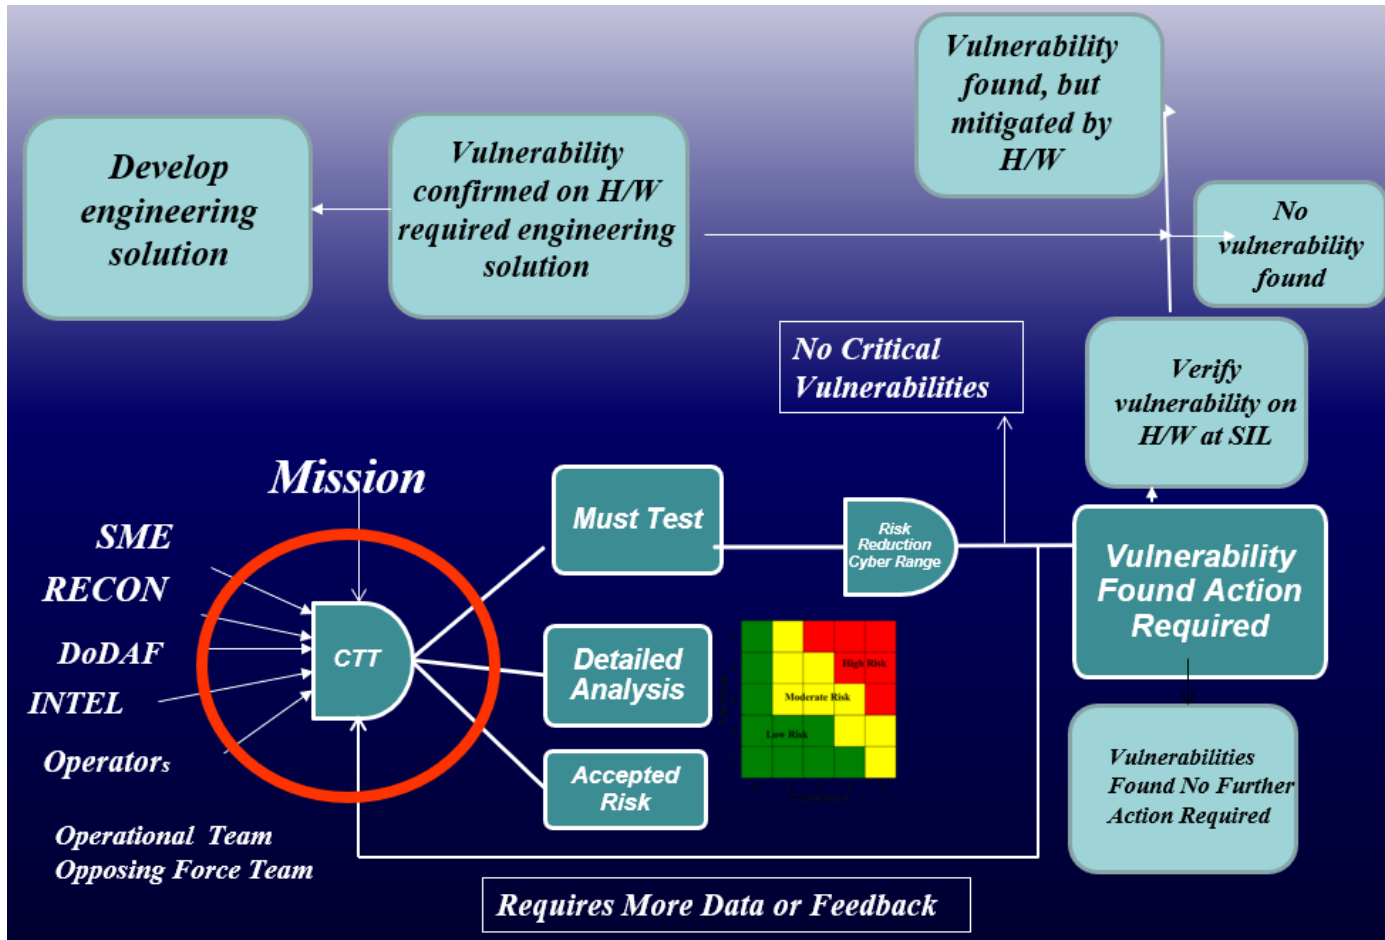 Vulnerability
found, but
mitigated by
H/W
Develop
engineering
solution
Vulnerability
confirmed on H/W
required engineering
solution
No
vulnerability
found
No Critical
Vulnerabilities
Verify
vulnerability on
H/W at SIL
Mission
SME
RECON
DoDAF
INTEL
Operators
CTT
Must Test
Risk
Reduction
Cyber Range
Vulnerability
Found Action
Required
Detailed
Analysis
High Risk
Moderate Risk
Low Risk
Accepted
Risk
Vulnerabilities
Found No Further
Action Required
Operational Team
Opposing Force Team
Requires More Data or Feedback